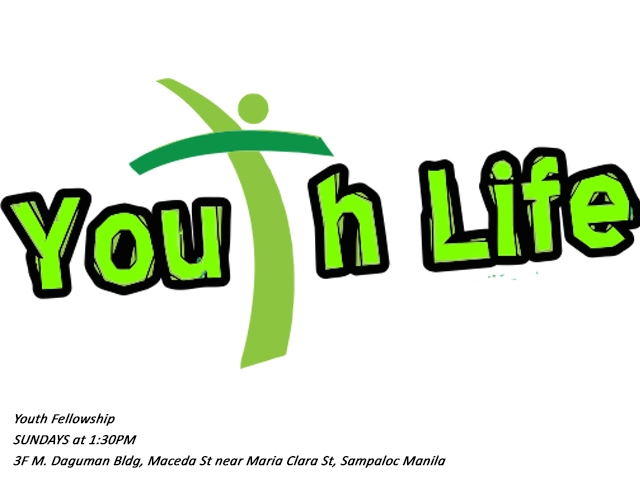 Youth Life
Youth Fellowship
SUNDAYS at 1:30PM
3F M. Daguman Bldg, Maceda St near Maria Clara St, Sampaloc Manila